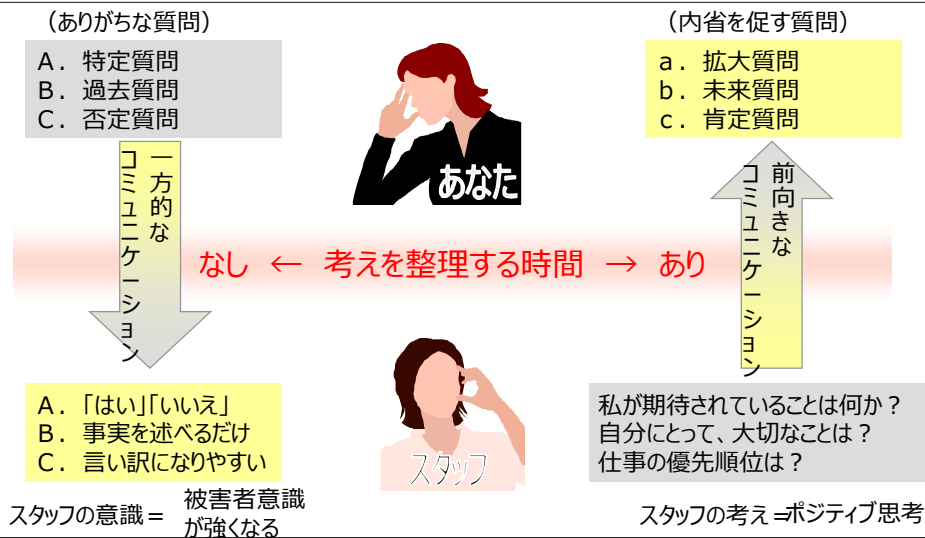 （ありがちな質問）
A．特定質問
B．過去質問
C．否定質問
一方的な
コミュニケーション
A．「はい」「いいえ」
B．事実を述べるだけ
C．言い訳になりやすい
スタッフの意識＝
被害者意識
が強くなる
あなた
なし ← 考えを整理する時間 → あり
スタッフ
（内省を促す質問）
a．拡大質問
b．未来質問
c．肯定質問
前向きな
コミュニケーション
私が期待されていることは何か？
自分にとって、大切なことは？
仕事の優先順位は？
スタッフの考え＝ポジティブ思考